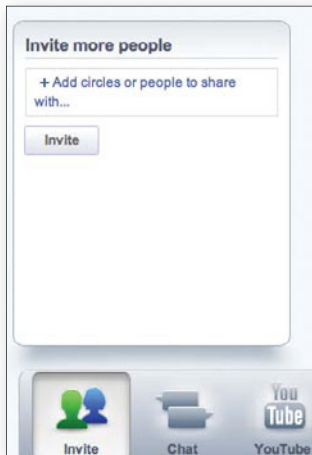 Invite more people
+ Add circles or people to share
with...
Invite
You
Tube
Invite
Chat
YouTube